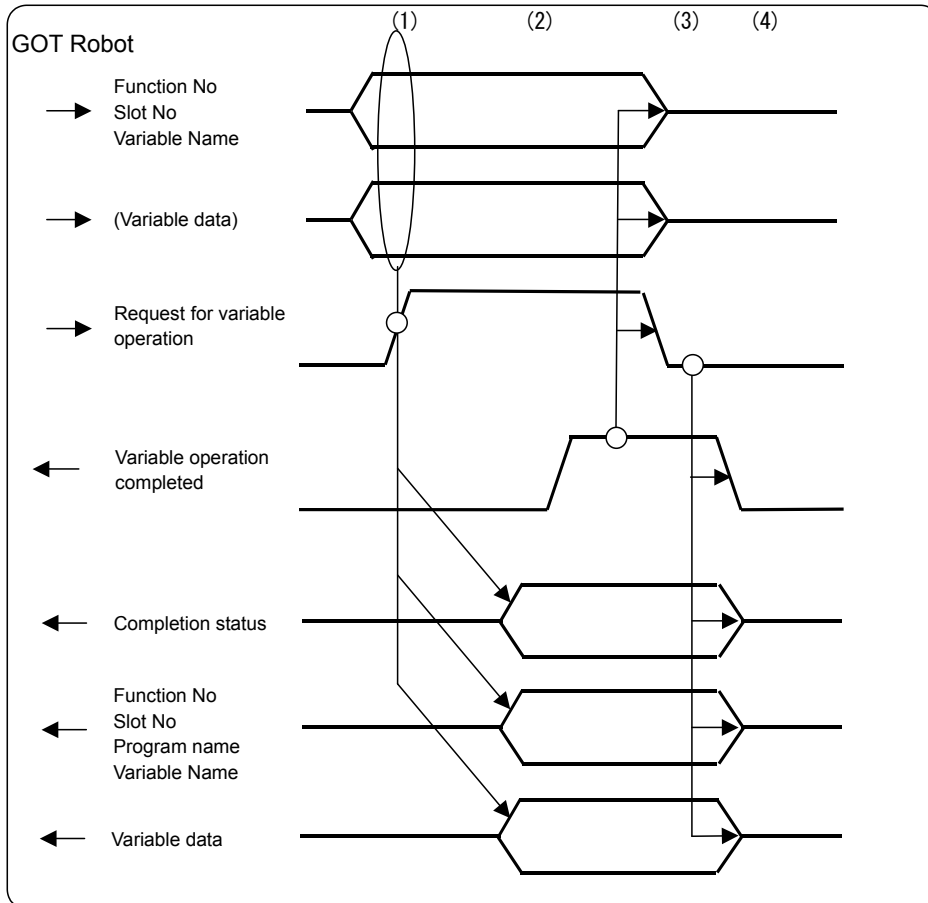 (1) (2) (3) (4)
GOT Robot
Function No
Slot No
Variable Name
(Variable data)
Request for variable
operation
Variable operation
completed
Completion status
Function No
Slot No
Program name
Variable Name
Variable data